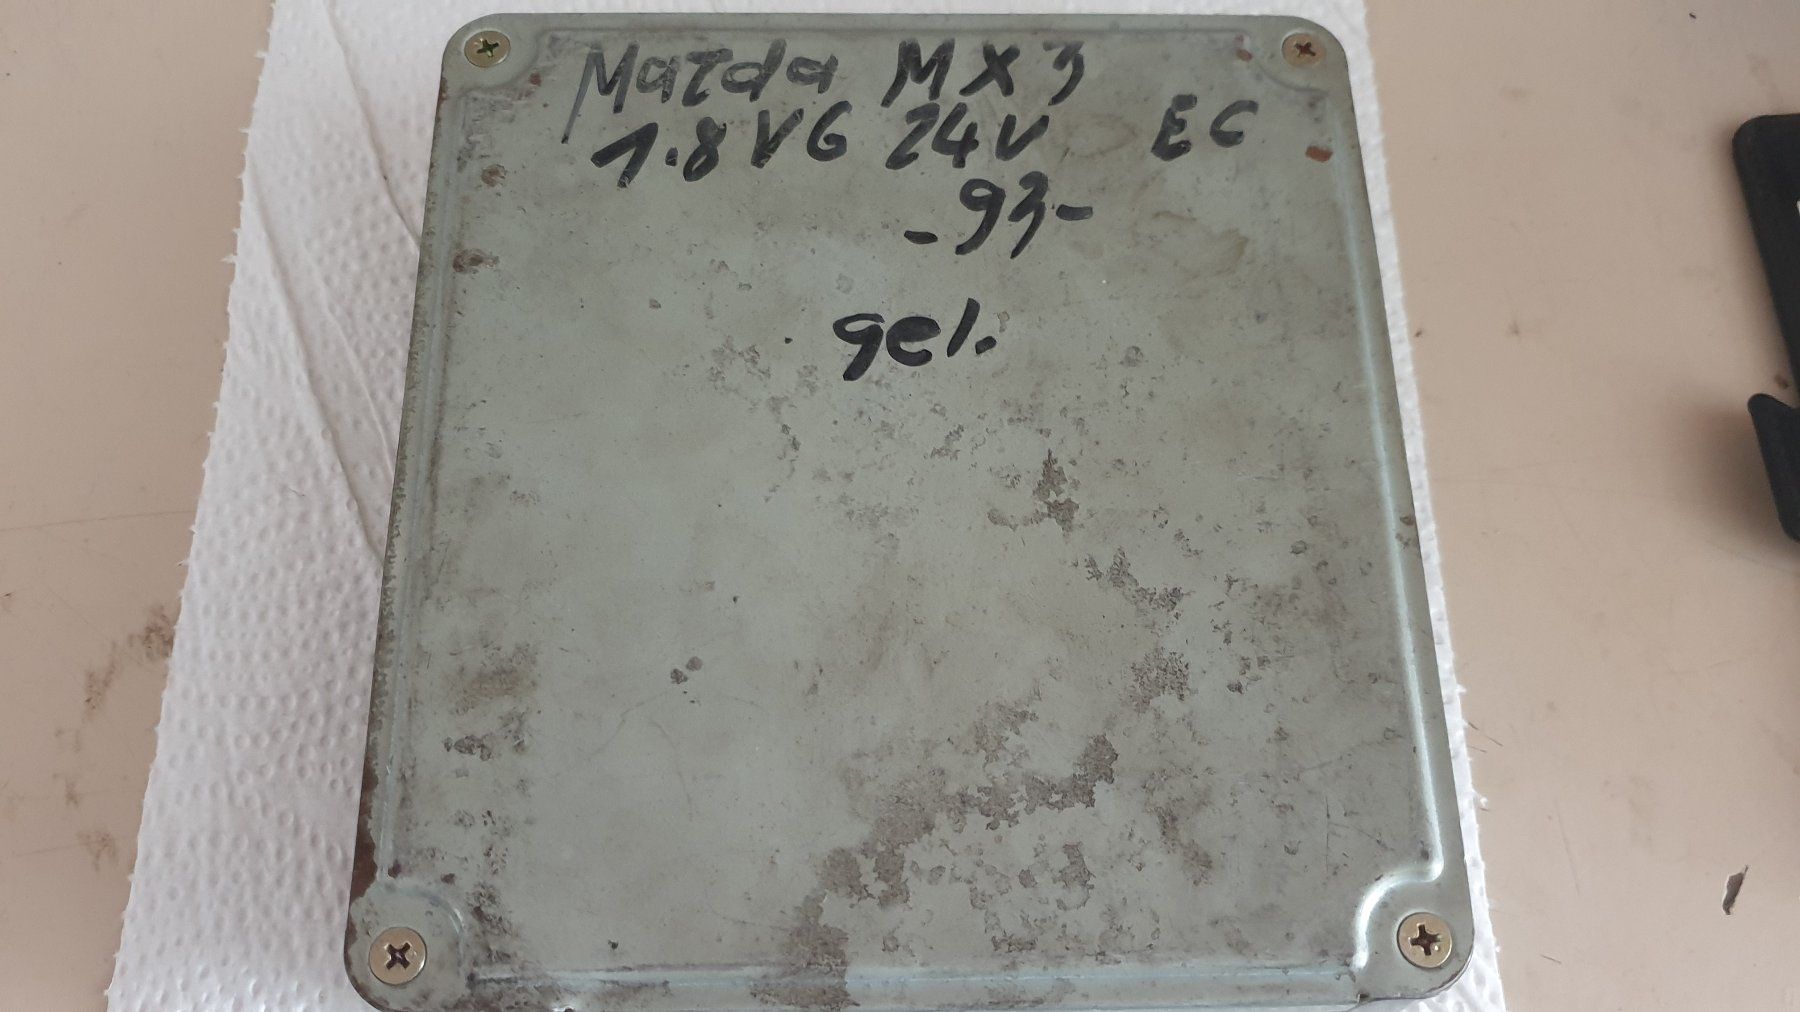 Mazda MX3
1.8 V6 24V EC
-93-
gel.